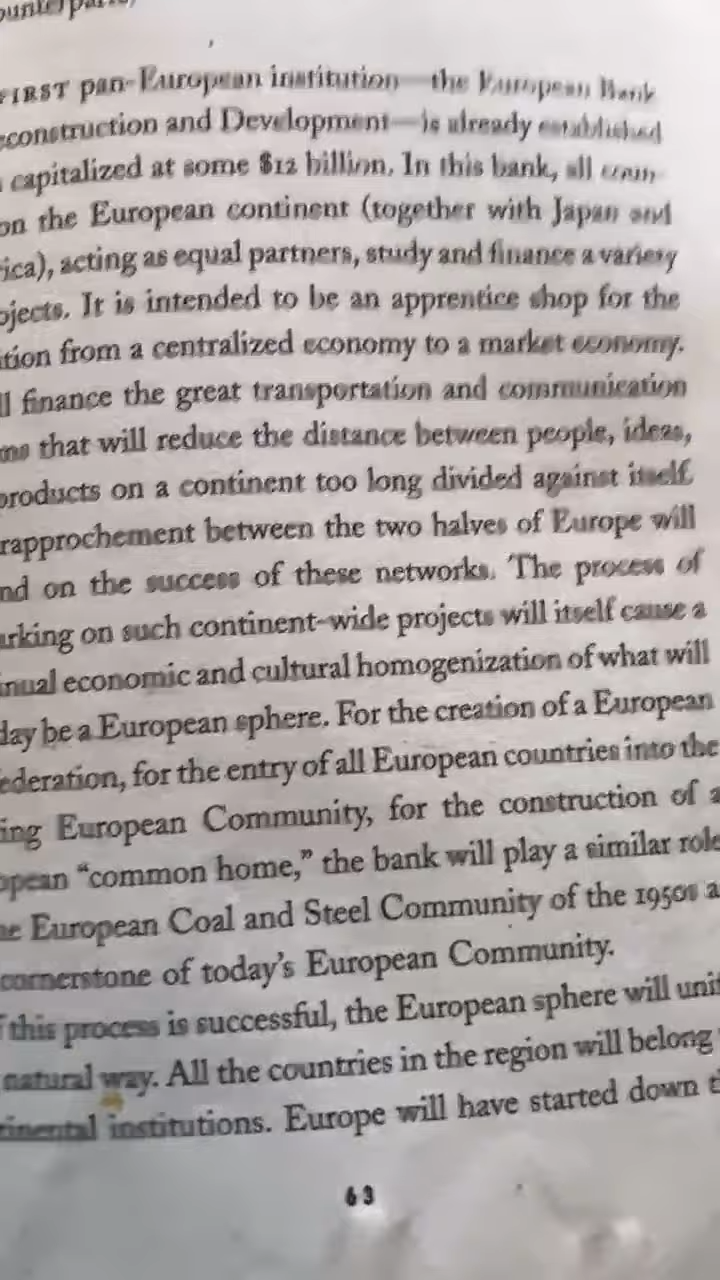 FIRST pan-European institution—the European Bank
econstruction and Development—is already established
capitalized at some $12 billion. In this bank, all coun-
on the European continent (together with Japan and
ica), acting as equal partners, study and finance a variety
ojects. It is intended to be an apprentice shop for the
tion from a centralized economy to a market economy.
ll finance the great transportation and communication
ms that will reduce the distance between people, ideas,
products on a continent too long divided against itself.
rapprochement between the two halves of Europe will
nd on the success of these networks. The process of
arking on such continent-wide projects will itself cause a
inual economic and cultural homogenization of what will
day be a European sphere. For the creation of a European
ederation, for the entry of all European countries into the
ing European Community, for the construction of a
opean “common home,” the bank will play a similar role
he European Coal and Steel Community of the 1950s a
cornerstone of today’s European Community.
f this process is successful, the European sphere will unif
natural way. All the countries in the region will belong
tinental institutions. Europe will have started down t
63